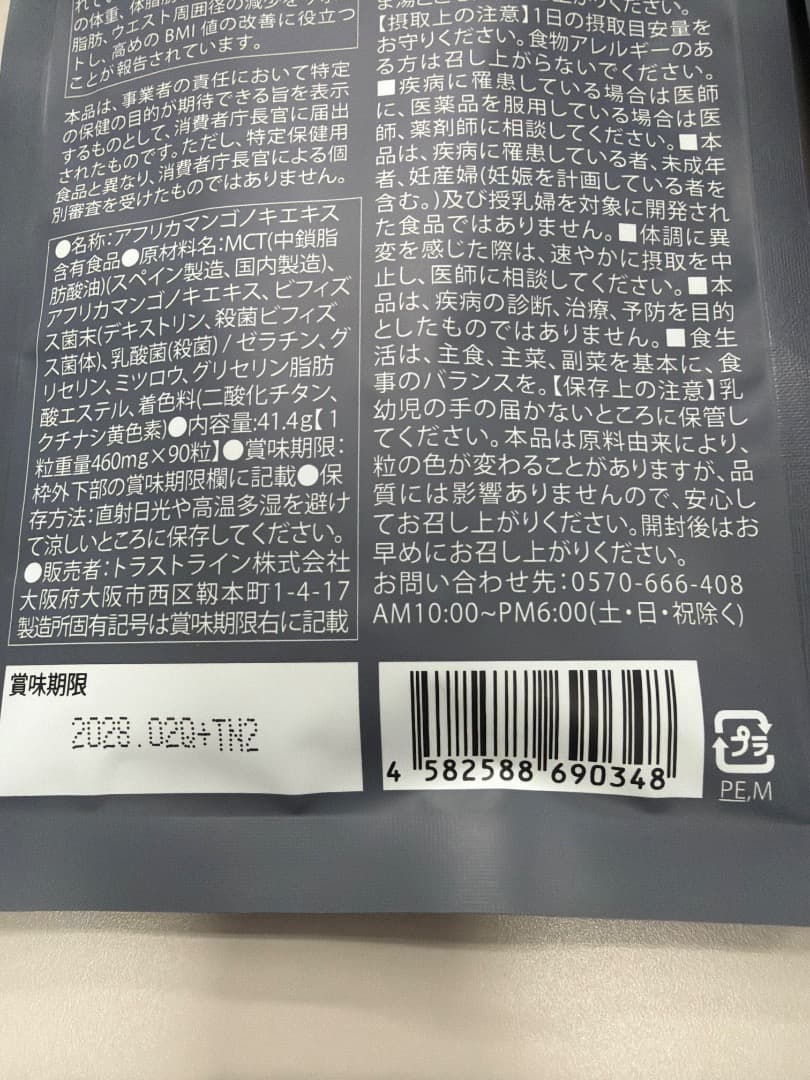 の体重、体脂肪
脂肪、ウエスト周囲径の減少を
トし、高めのBMI値の改善に役立つ
ことが報告されています。
本品は、事業者の責任において特定
の保健の目的が期待できる旨を表示
するものとして、消費者庁長官に届出
されたものです。ただし、特定保健用
食品と異なり、消費者庁長官による個
別審査を受けたものではありません。
●名称:アフリカマンゴノキエキス
含有食品●原材料名:MCT(中鎖脂
肪酸油)(スペイン製造、国内製造)、
アフリカマンゴノキエキス、ビフィズ
ス菌末(デキストリン、殺菌ビフィズ
ス菌体)、乳酸菌(殺菌) / ゼラチン、グ
リセリン、ミツロウ、グリセリン脂肪
酸エステル、着色料(二酸化チタン、
クチナシ黄色素)●内容量:41.4g【1
粒重量460mg×90粒】●賞味期限:
枠外下部の賞味期限欄に記載●保
存方法:直射日光や高温多湿を避け
て涼しいところに保存してください。
●販売者:トラストライン株式会社
大阪府大阪市西区靱本町1-4-17
製造所固有記号は賞味期限右に記載
【摂取上の注意】1日の摂取目安量を
お守りください。食物アレルギーのあ
る方は召し上がらないでください。
■疾病に罹患している場合は医師
に、医薬品を服用している場合は医
師、薬剤師に相談してください。■本
品は、疾病に罹患している者、未成年
者、妊産婦(妊娠を計画している者を
含む。)及び授乳婦を対象に開発され
た食品ではありません。■体調に異
変を感じた際は、速やかに摂取を中
止し、医師に相談してください。■本
品は、疾病の診断、治療、予防を目的
としたものではありません。■食生
活は、主食、主菜、副菜を基本に、食
事のバランスを。【保存上の注意】乳
幼児の手の届かないところに保管し
てください。本品は原料由来により、
粒の色が変わることがありますが、品
質には影響ありませんので、安心し
てお召し上がりください。開封後はお
早めにお召し上がりください。
お問い合わせ先:0570-666-408
AM10:00~PM6:00(土・日・祝除く)
賞味期限
2028.02Q+TN2
4 582588 690348
プラ
PE,M